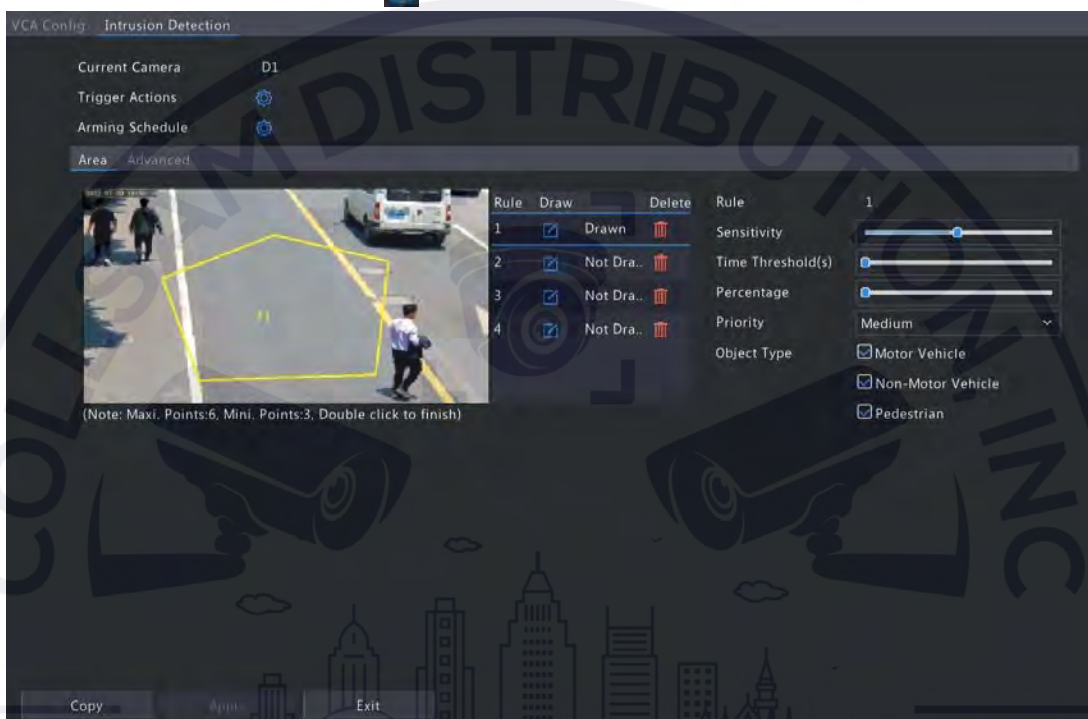 VCA Config Intrusion Detection
Current Camera D1
Trigger Actions
Arming Schedule
Area Advanced
Rule Draw Delete
1 Drawn
2 Not Dra..
3 Not Dra..
4 Not Dra..
(Note: Maxi. Points:6, Mini. Points:3, Double click to finish)
Rule 1
Sensitivity
Time Threshold(s)
Percentage
Priority Medium
Object Type Motor Vehicle
Non-Motor Vehicle
Pedestrian
Copy Apply Exit
DISTRIBUTION, INC